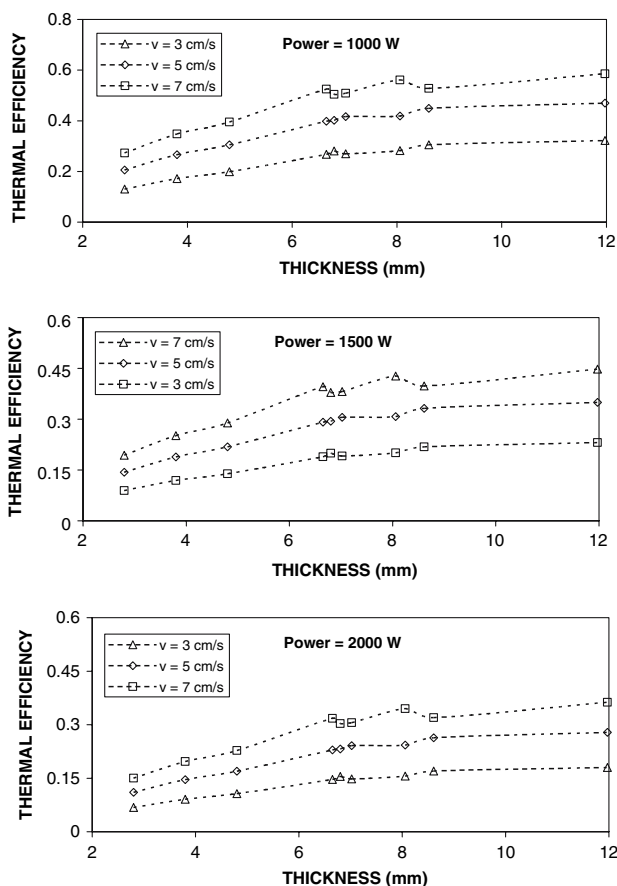 THERMAL EFFICIENCY
0.8
0.6
0.4
0.2
0
v = 3 cm/s
v = 5 cm/s
v = 7 cm/s
Power = 1000 W
2 4 6 8 10 12
THICKNESS (mm)
THERMAL EFFICIENCY
0.6
0.45
0.3
0.15
0
v = 7 cm/s
v = 5 cm/s
v = 3 cm/s
Power = 1500 W
2 4 6 8 10 12
THICKNESS (mm)
THERMAL EFFICIENCY
0.6
0.45
0.3
0.15
0
v = 3 cm/s
v = 5 cm/s
v = 7 cm/s
Power = 2000 W
2 4 6 8 10 12
THICKNESS (mm)